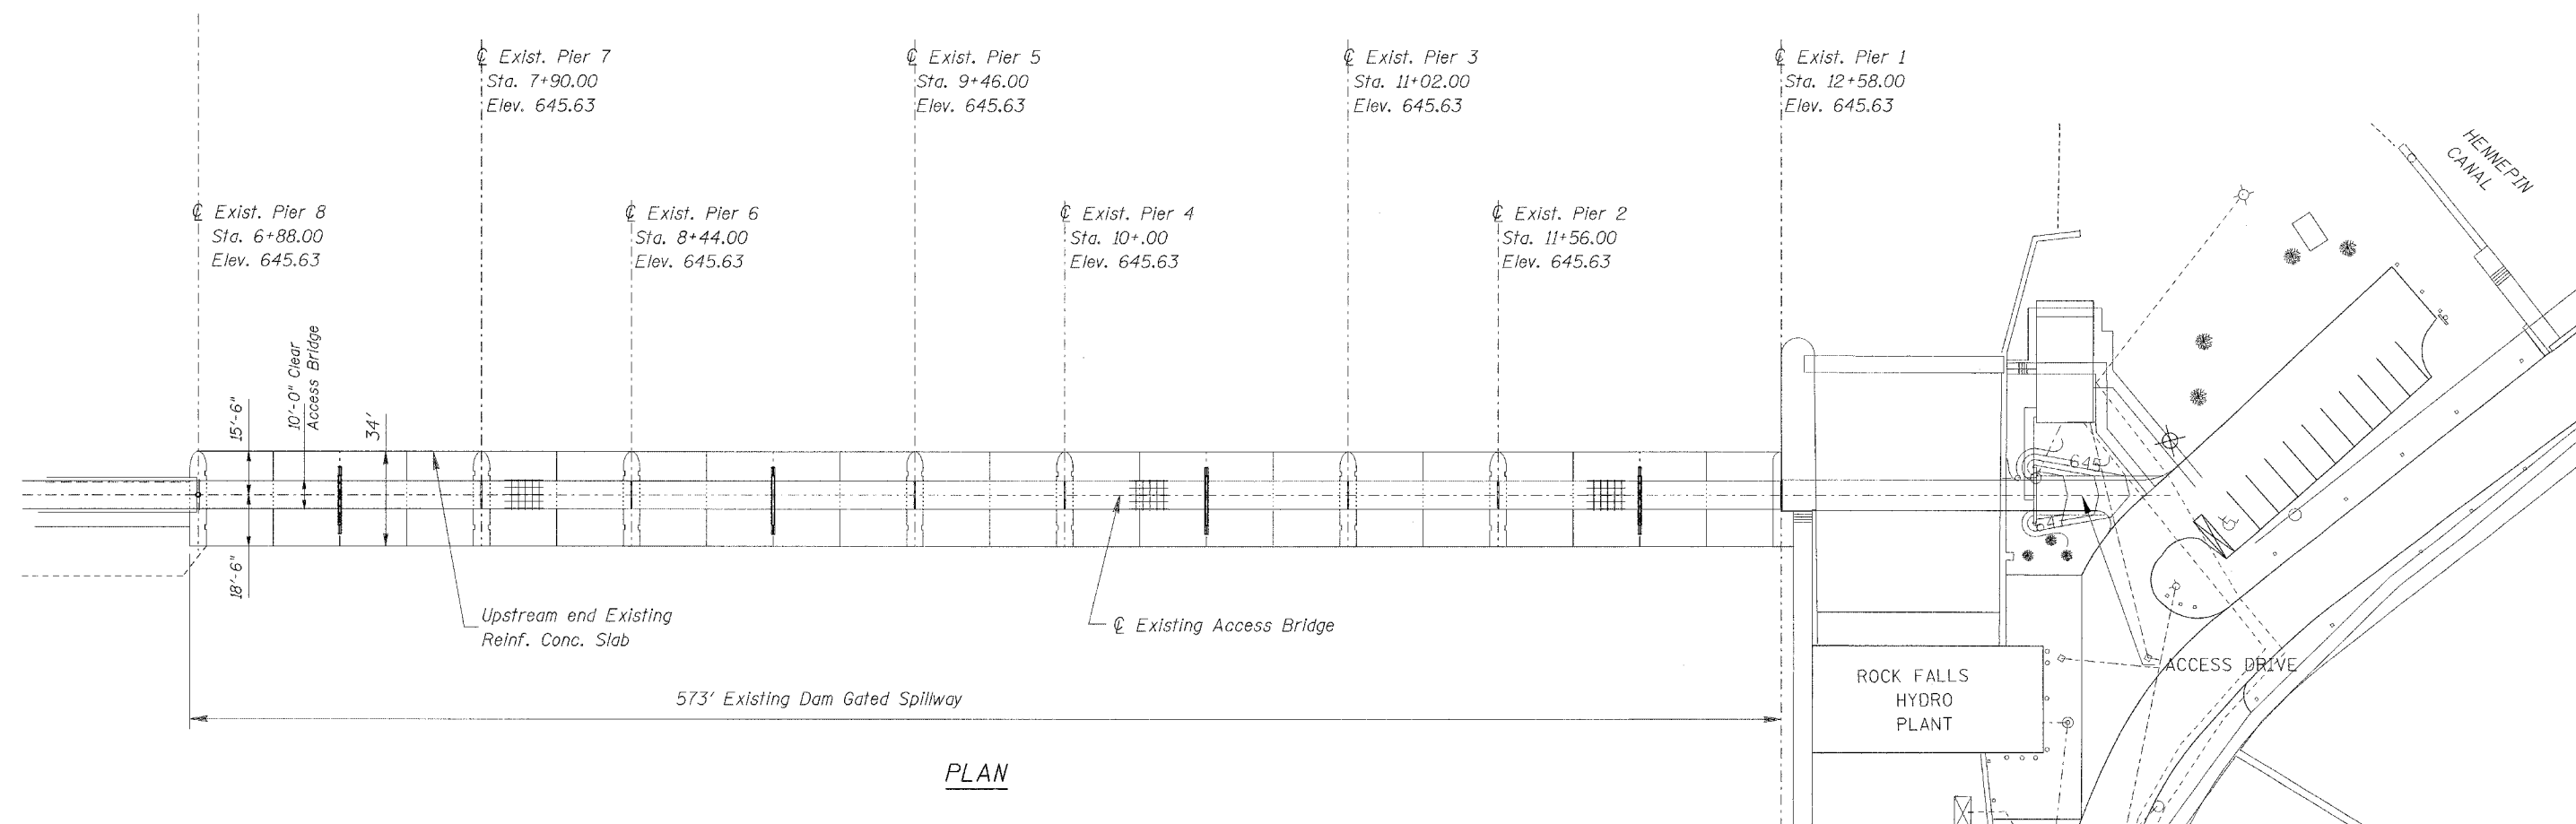 ℄ Exist. Pier 7
Sta. 7+90.00
Elev. 645.63
℄ Exist. Pier 5
Sta. 9+46.00
Elev. 645.63
℄ Exist. Pier 3
Sta. 11+02.00
Elev. 645.63
℄ Exist. Pier 1
Sta. 12+58.00
Elev. 645.63
℄ Exist. Pier 8
Sta. 6+88.00
Elev. 645.63
℄ Exist. Pier 6
Sta. 8+44.00
Elev. 645.63
℄ Exist. Pier 4
Sta. 10+.00
Elev. 645.63
℄ Exist. Pier 2
Sta. 11+56.00
Elev. 645.63
HENNEPIN
CANAL
15'-6"
10'-0" Clear
Access Bridge
34'
18'-6"
645
647
Upstream end Existing
Reinf. Conc. Slab
℄ Existing Access Bridge
573' Existing Dam Gated Spillway
ROCK FALLS
HYDRO
PLANT
ACCESS DRIVE
PLAN